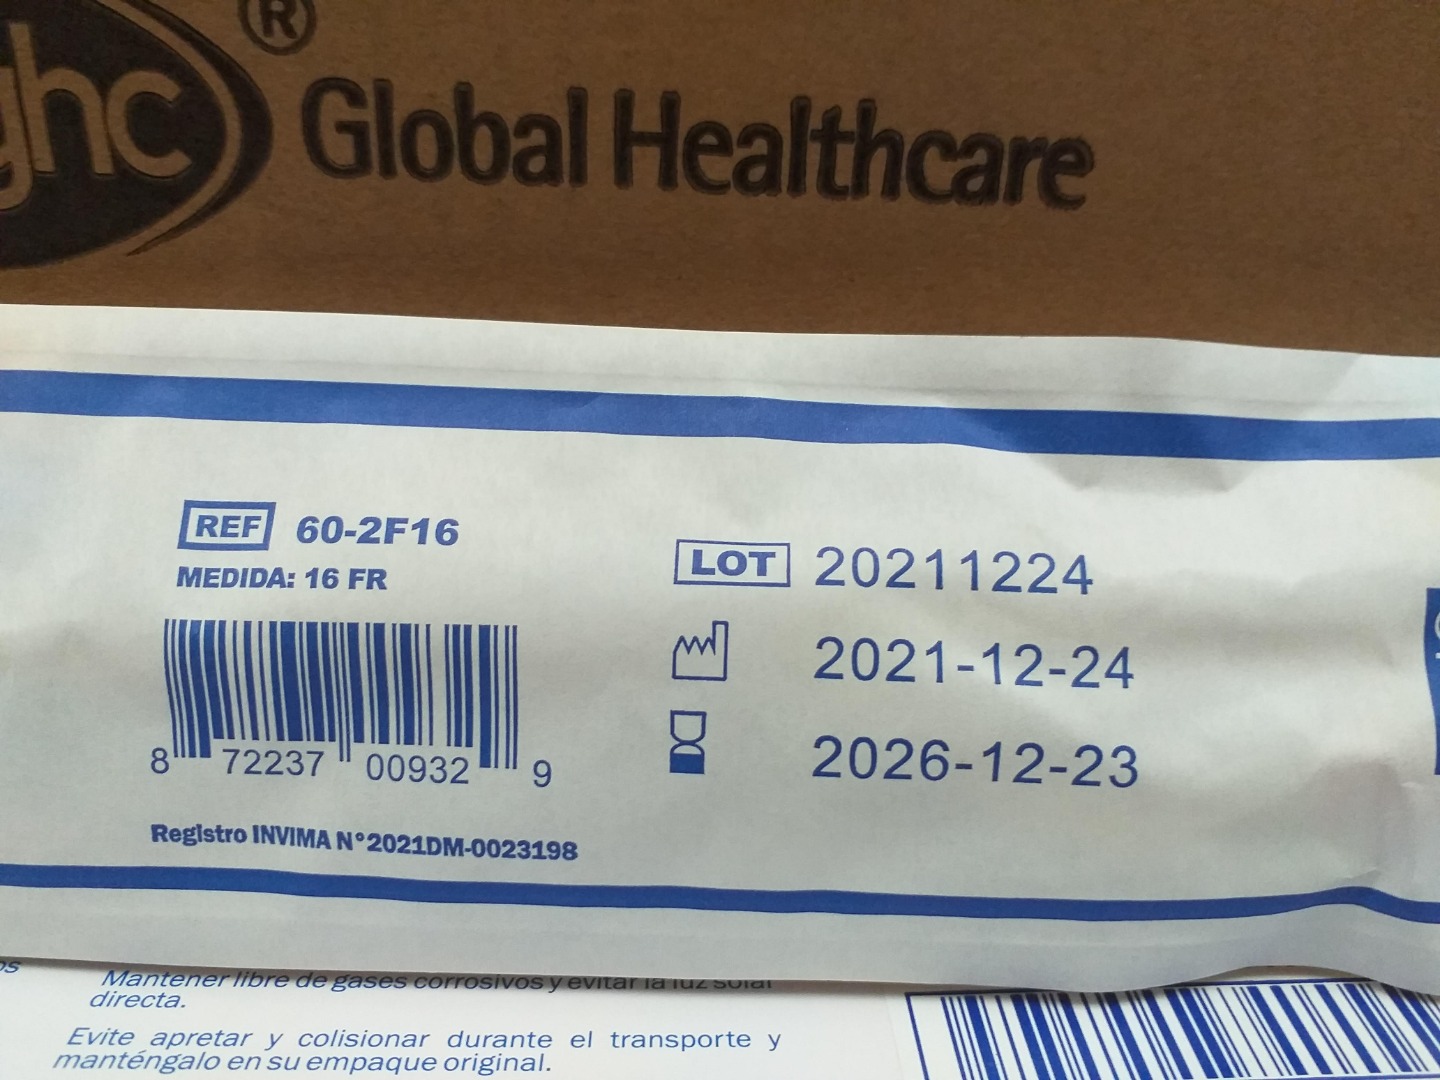 ghc®
Global Healthcare
REF 60-2F16
MEDIDA: 16 FR
8 72237 00932 9
Registro INVIMA N°2021DM-0023198
LOT 20211224
2021-12-24
2026-12-23
Mantener libre de gases corrosivos y evitar la luz solar
directa.
Evite apretar y colisionar durante el transporte y
manténgalo en su empaque original.